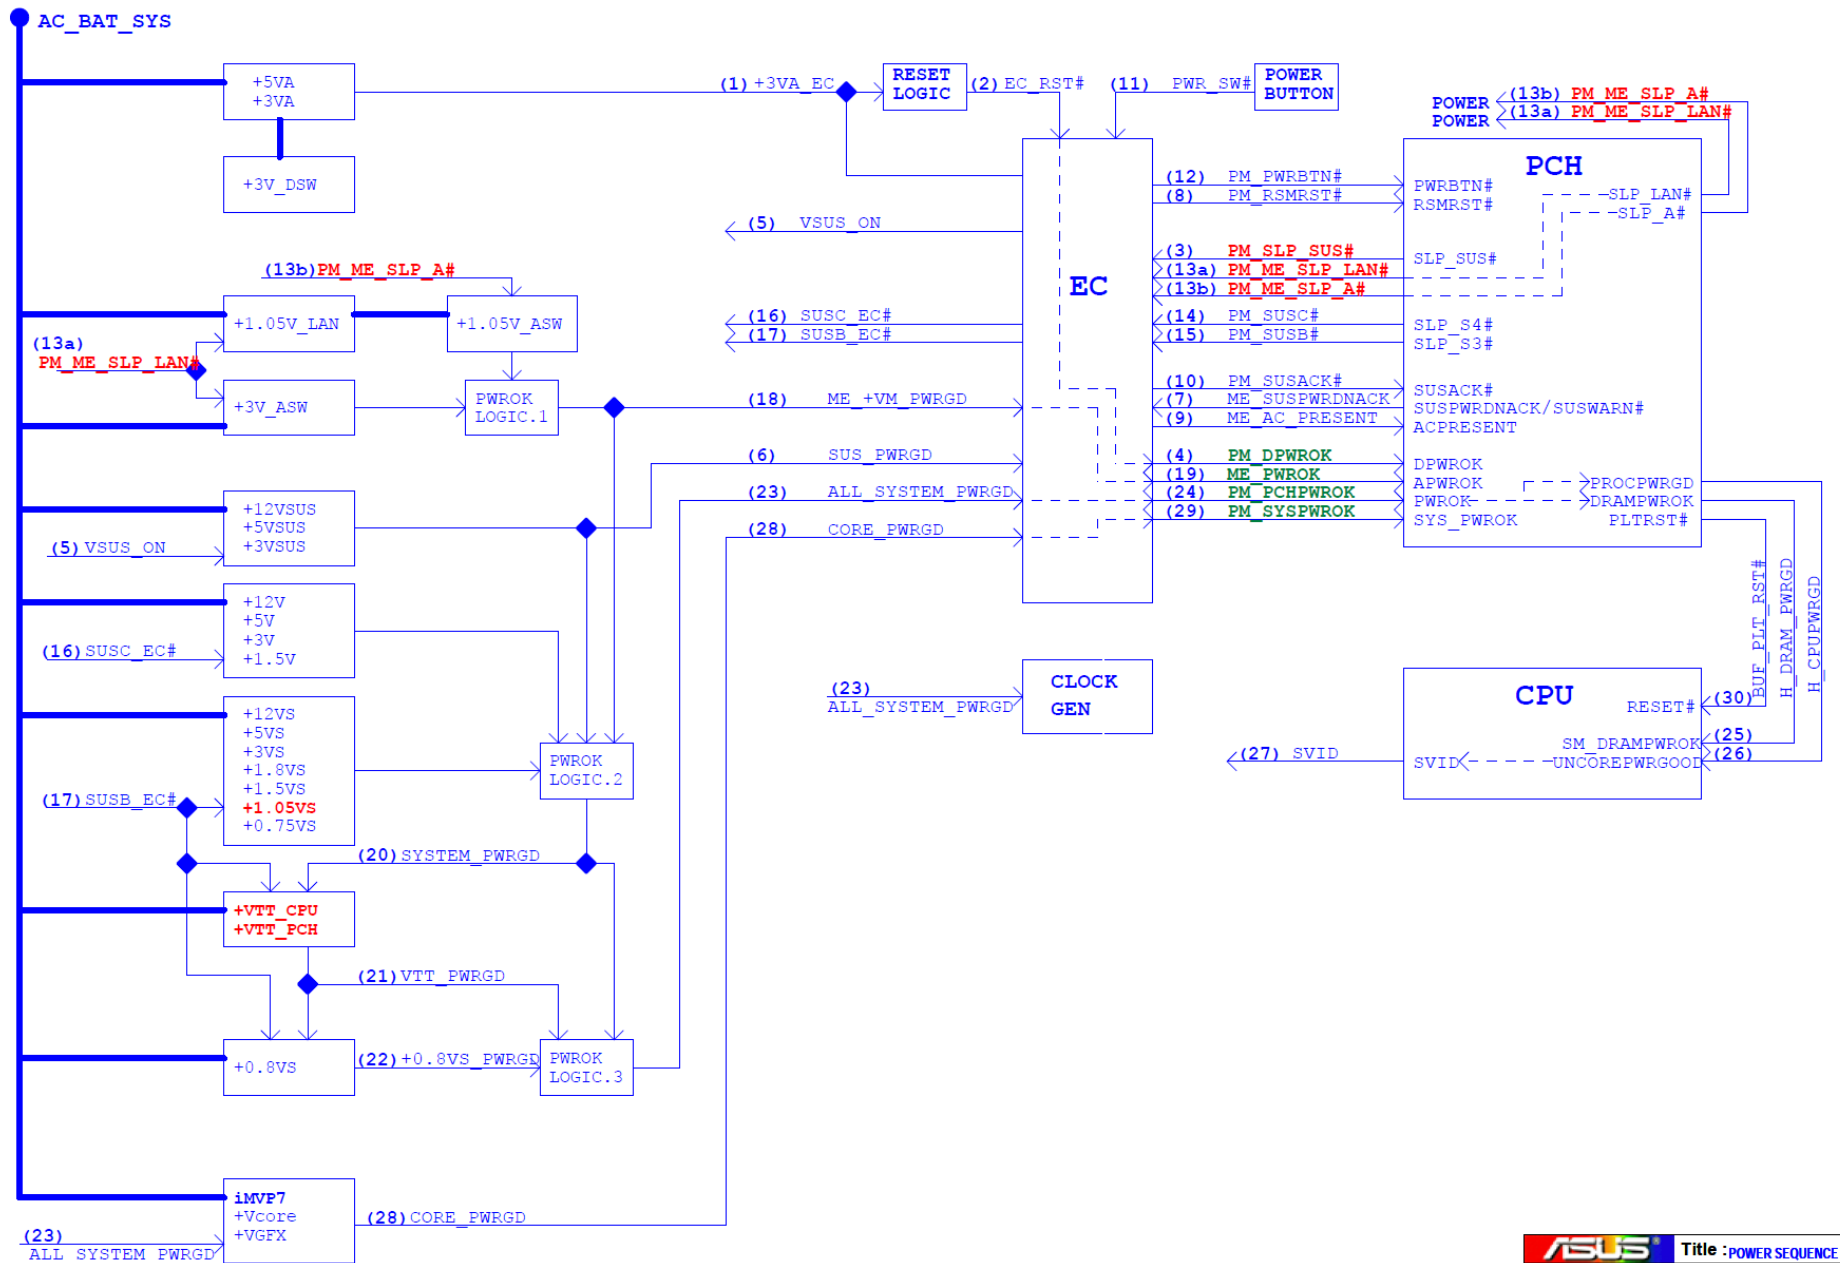 AC_BAT_SYS
+5VA
+3VA
(1) +3VA_EC
RESET
LOGIC
(2) EC_RST#
(11) PWR_SW#
POWER
BUTTON
POWER (13b) PM_ME_SLP_A#
POWER (13a) PM_ME_SLP_LAN#
+3V_DSW
PCH
(12) PM_PWRBTN#
PWRBTN#
(8) PM_RSMRST#
RSMRST#
SLP_LAN#
SLP_A#
(5) VSUS_ON
(3) PM_SLP_SUS#
SLP_SUS#
(13a) PM_ME_SLP_LAN#
(13b) PM_ME_SLP_A#
EC
(13b)PM_ME_SLP_A#
+1.05V_LAN
+1.05V_ASW
(16) SUSC_EC#
(17) SUSB_EC#
(14) PM_SUSC#
SLP_S4#
(15) PM_SUSB#
SLP_S3#
(13a)
PM_ME_SLP_LAN#
+3V_ASW
PWROK
LOGIC.1
(18) ME_+VM_PWRGD
(10) PM_SUSACK#
SUSACK#
(7) ME_SUSPWRDNACK
SUSPWRDNACK/SUSWARN#
(9) ME_AC_PRESENT
ACPRESENT
(6) SUS_PWRGD
(4) PM_DPWROK
DPWROK
(19) ME_PWROK
APWROK
PROCPWRGD
(23) ALL_SYSTEM_PWRGD
(24) PM_PCHPWROK
PWROK
DRAMPWROK
(29) PM_SYSPWROK
SYS_PWROK
PLTRST#
(28) CORE_PWRGD
+12VSUS
+5VSUS
+3VSUS
(5) VSUS_ON
+12V
+5V
+3V
+1.5V
(16) SUSC_EC#
BUF_PLT_RST#
H_DRAM_PWRGD
H_CPUPWRGD
(23)
ALL_SYSTEM_PWRGD
CLOCK
GEN
CPU
RESET#
(30)
SM_DRAMPWROK
(25)
(27) SVID
SVID
UNCOREPWRGOOD
(26)
+12VS
+5VS
+3VS
+1.8VS
+1.5VS
+1.05VS
+0.75VS
(17) SUSB_EC#
PWROK
LOGIC.2
(20) SYSTEM_PWRGD
+VTT_CPU
+VTT_PCH
(21) VTT_PWRGD
+0.8VS
(22) +0.8VS_PWRGD
PWROK
LOGIC.3
iMVP7
+Vcore
+VGFX
(28) CORE_PWRGD
(23)
ALL SYSTEM PWRGD
ASUS
Title : POWER SEQUENCE